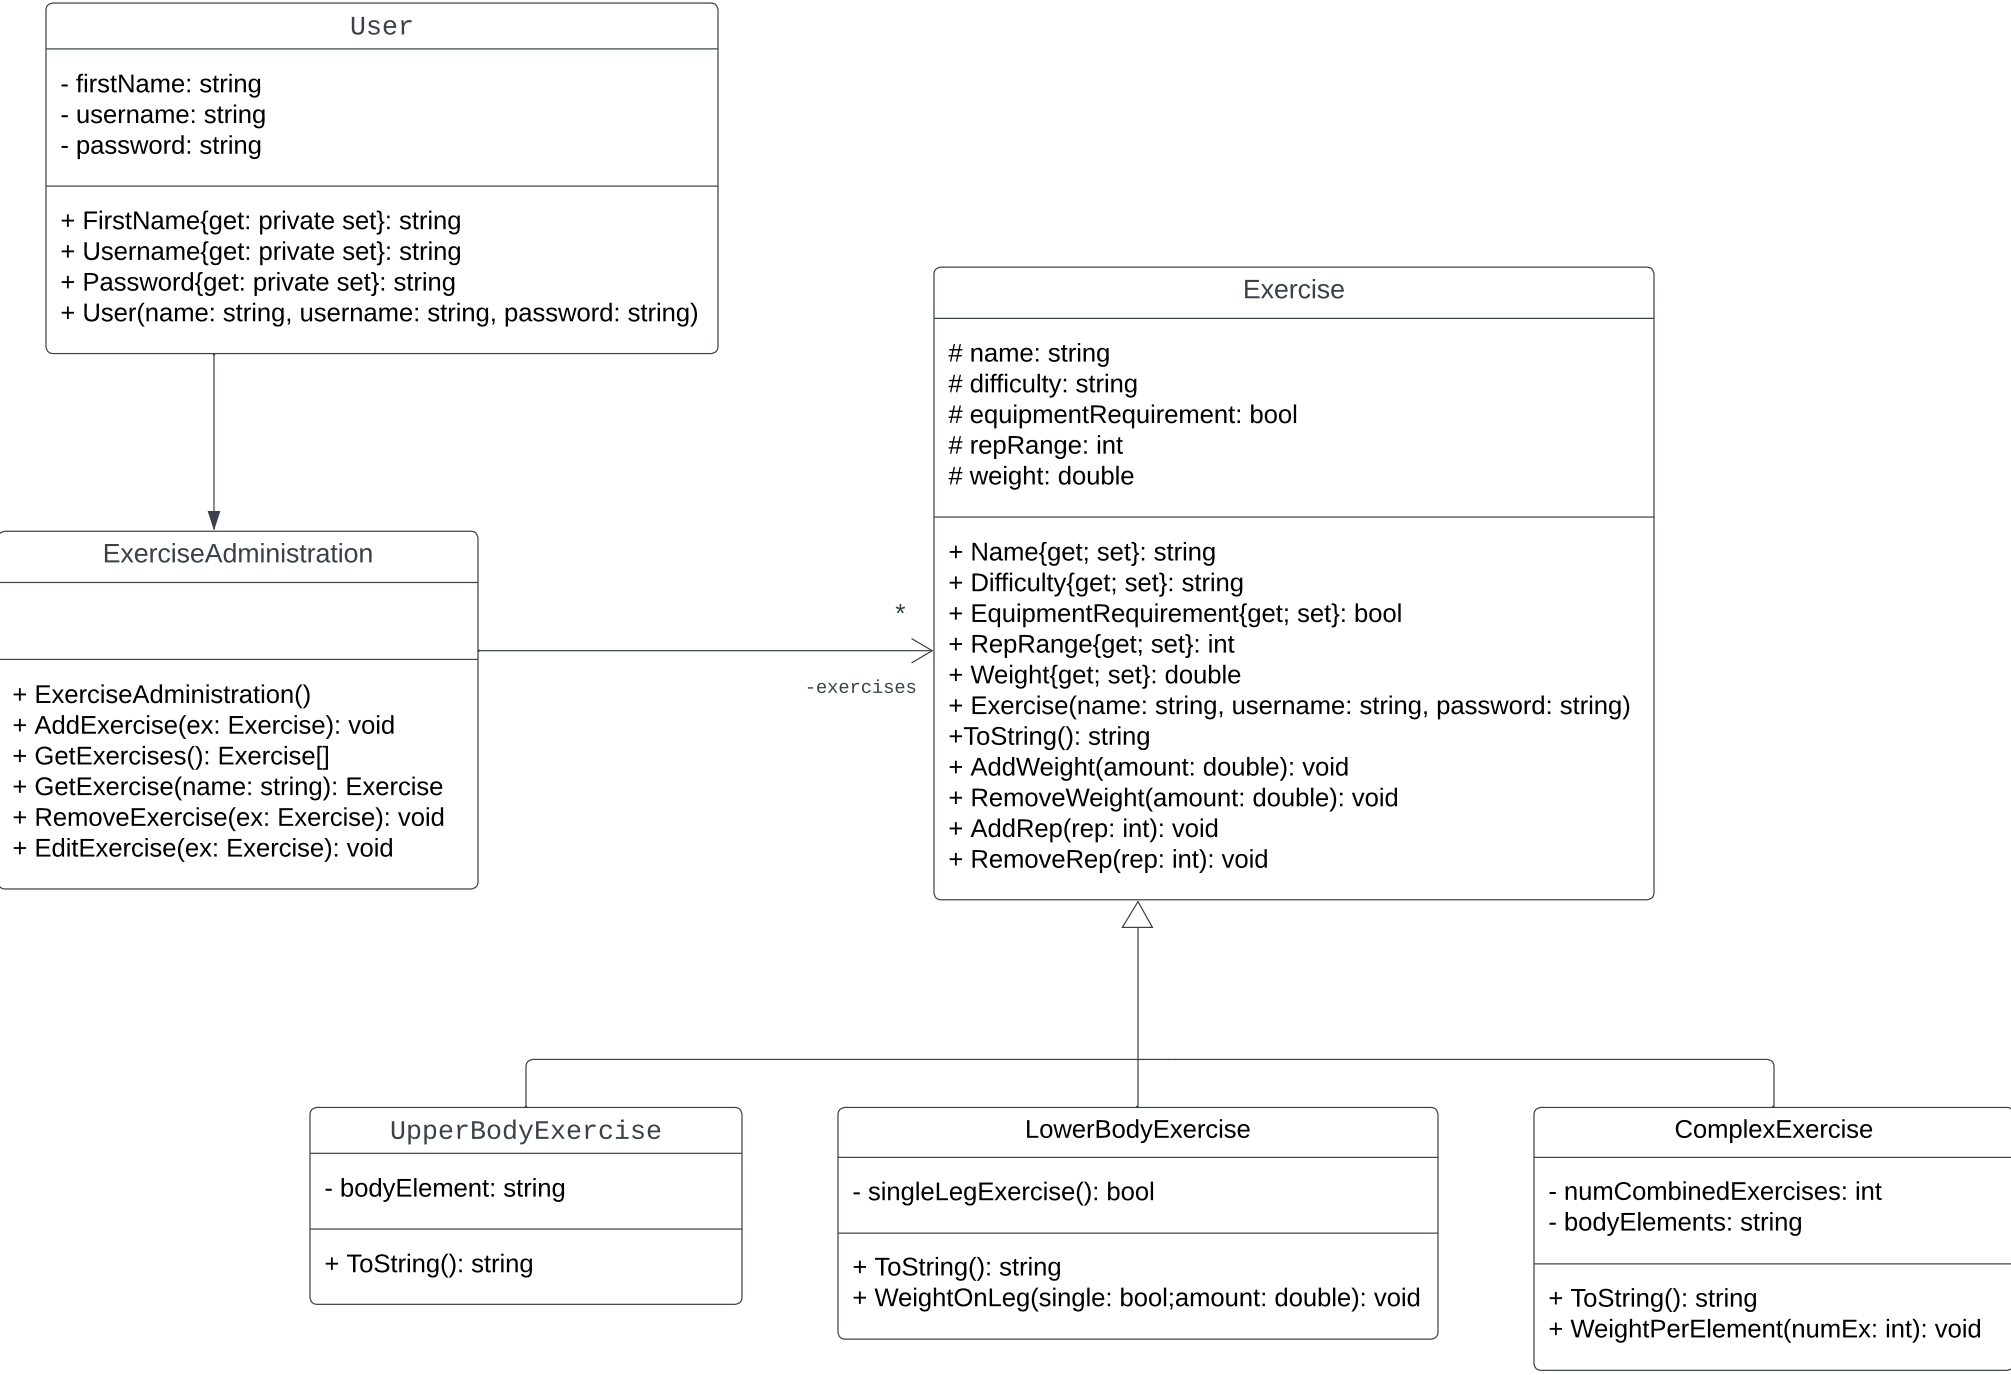 User
- firstName: string
- username: string
- password: string
+ FirstName{get: private set}: string
+ Username{get: private set}: string
+ Password{get: private set}: string
+ User(name: string, username: string, password: string)
Exercise
# name: string
# difficulty: string
# equipmentRequirement: bool
# repRange: int
# weight: double
+ Name{get; set}: string
+ Difficulty{get; set}: string
+ EquipmentRequirement{get; set}: bool
+ RepRange{get; set}: int
+ Weight{get; set}: double
+ Exercise(name: string, username: string, password: string)
+ToString(): string
+ AddWeight(amount: double): void
+ RemoveWeight(amount: double): void
+ AddRep(rep: int): void
+ RemoveRep(rep: int): void
ExerciseAdministration
+ ExerciseAdministration()
+ AddExercise(ex: Exercise): void
+ GetExercises(): Exercise[]
+ GetExercise(name: string): Exercise
+ RemoveExercise(ex: Exercise): void
+ EditExercise(ex: Exercise): void
*
-exercises
UpperBodyExercise
- bodyElement: string
+ ToString(): string
LowerBodyExercise
- singleLegExercise(): bool
+ ToString(): string
+ WeightOnLeg(single: bool;amount: double): void
ComplexExercise
- numCombinedExercises: int
- bodyElements: string
+ ToString(): string
+ WeightPerElement(numEx: int): void